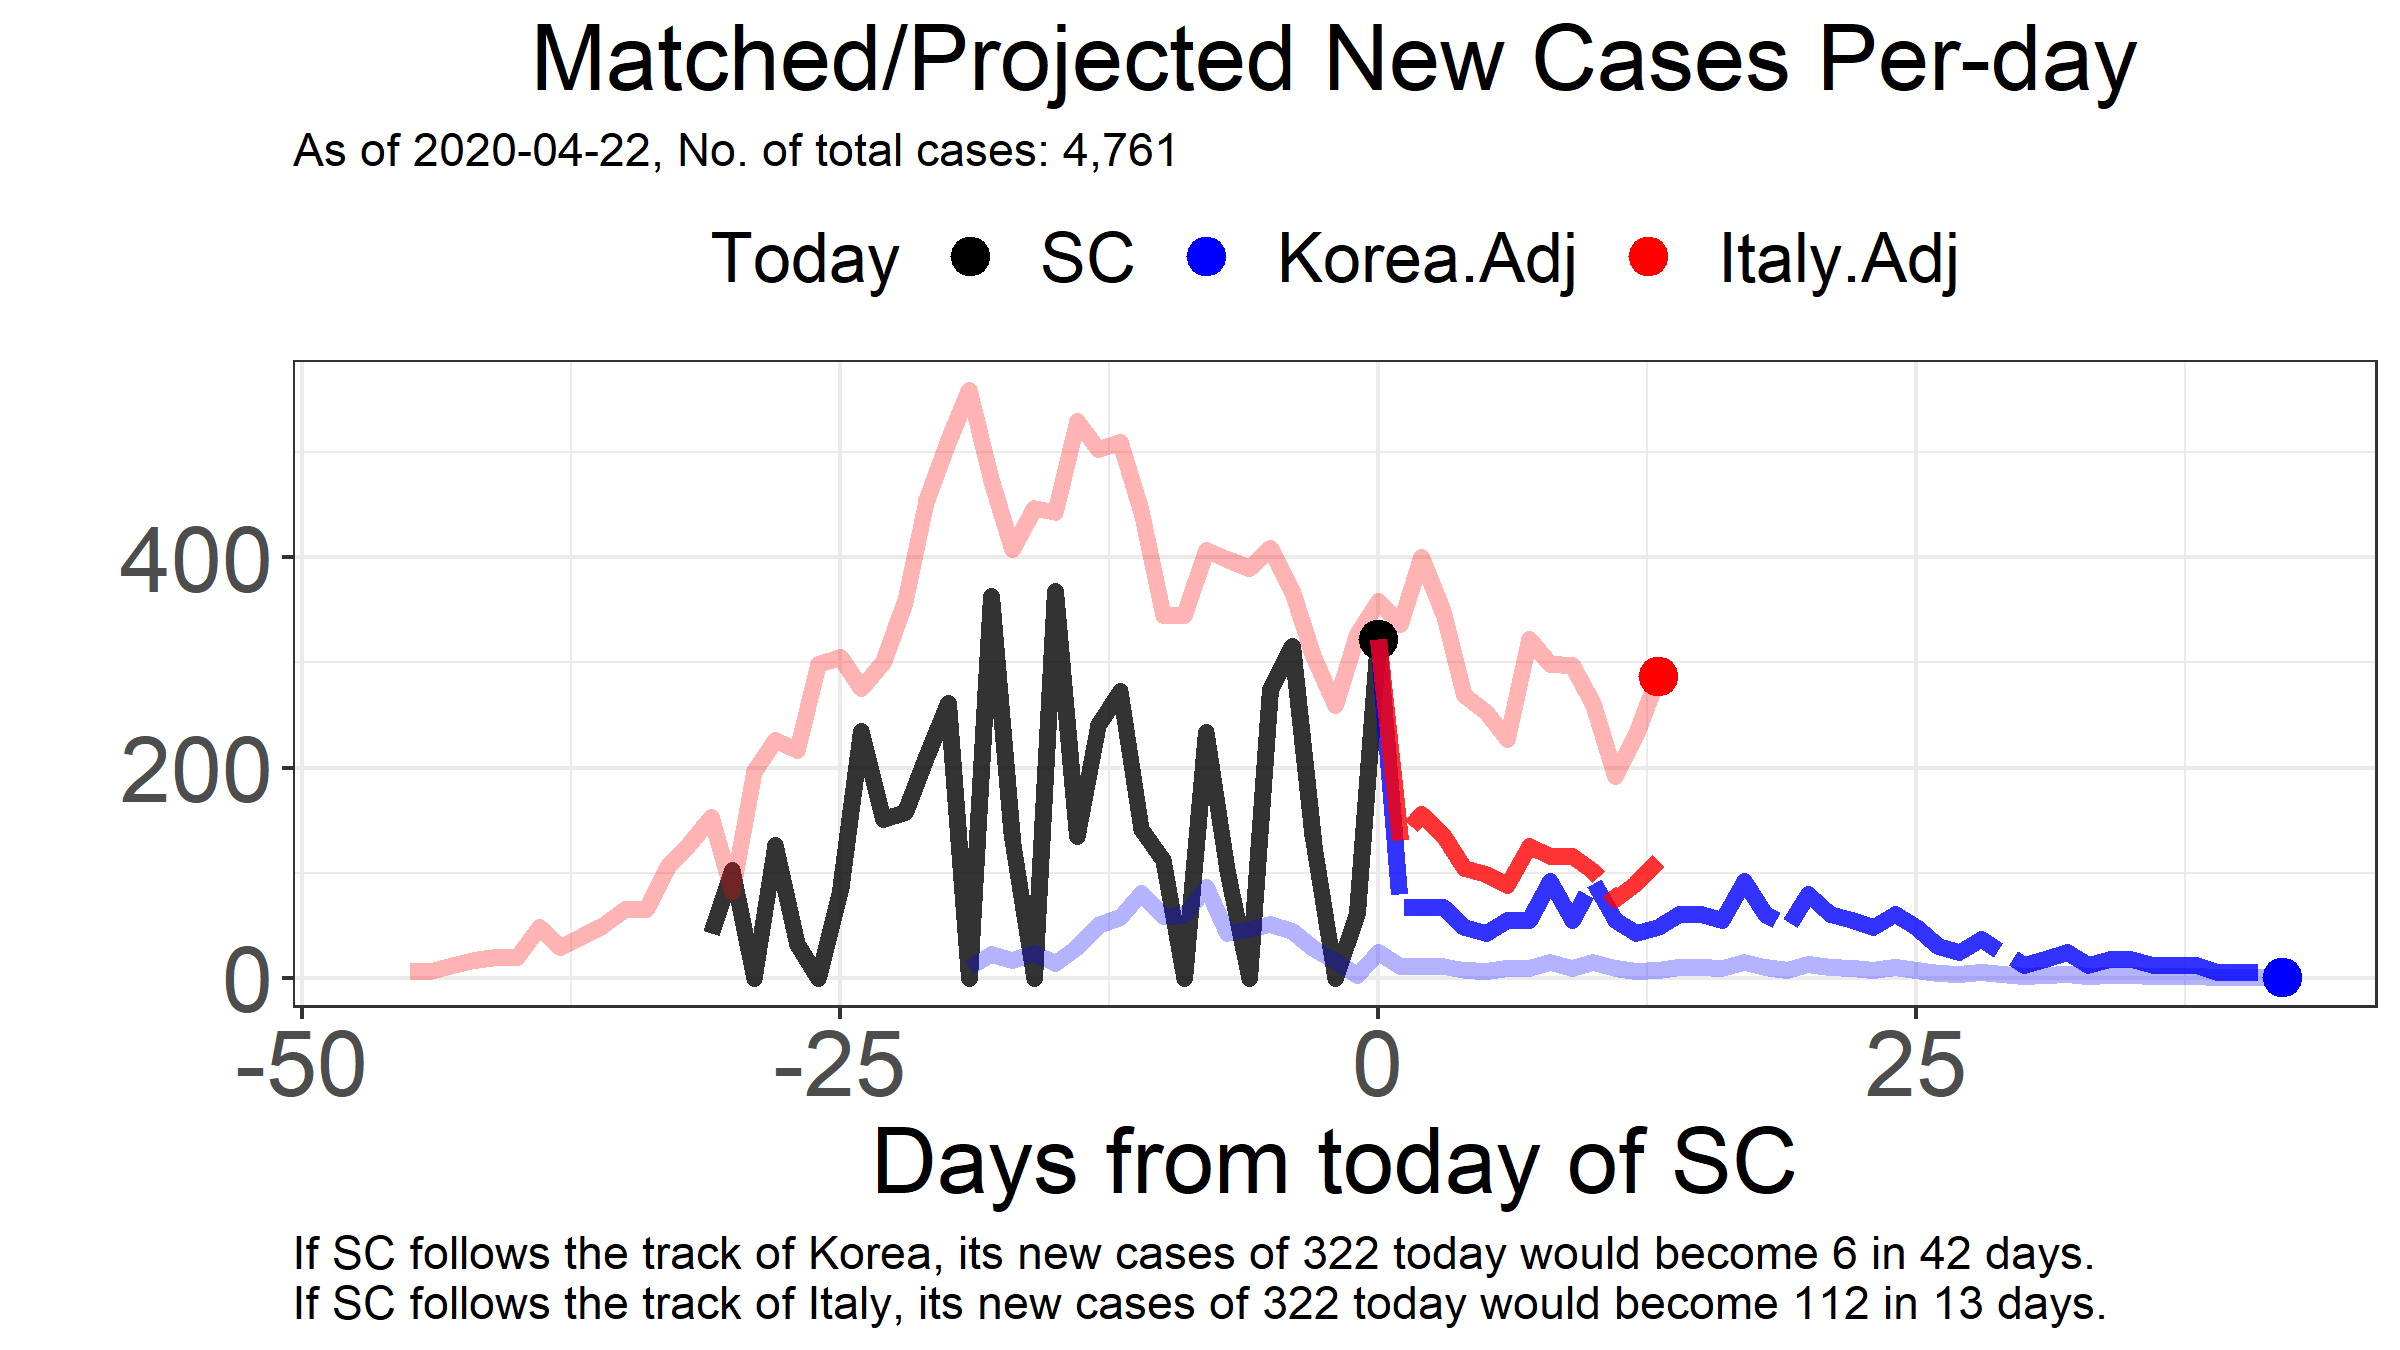 Matched/Projected New Cases Per-day
As of 2020-04-22, No. of total cases: 4,761
Today SC Korea.Adj Italy.Adj
400
200
0
-50 -25 0 25
Days from today of SC
If SC follows the track of Korea, its new cases of 322 today would become 6 in 42 days.
If SC follows the track of Italy, its new cases of 322 today would become 112 in 13 days.